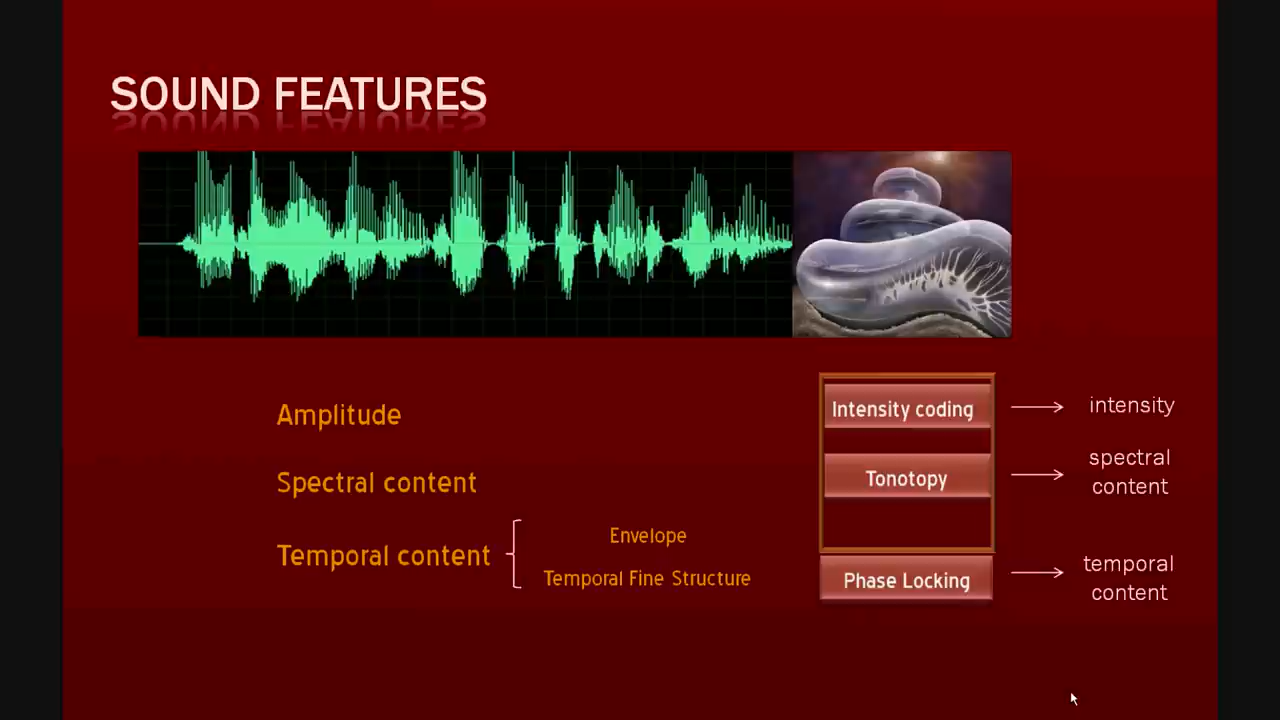 SOUND FEATURES
Amplitude
Spectral content
Temporal content
Envelope
Temporal Fine Structure
Intensity coding
Tonotopy
Phase Locking
intensity
spectral
content
temporal
content